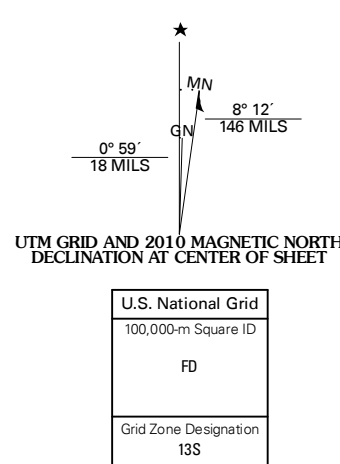 ★
MN
8° 12´
146 MILS
GN
0° 59´
18 MILS
UTM GRID AND 2010 MAGNETIC NORTH
DECLINATION AT CENTER OF SHEET
U.S. National Grid
100,000-m Square ID
FD
Grid Zone Designation
13S